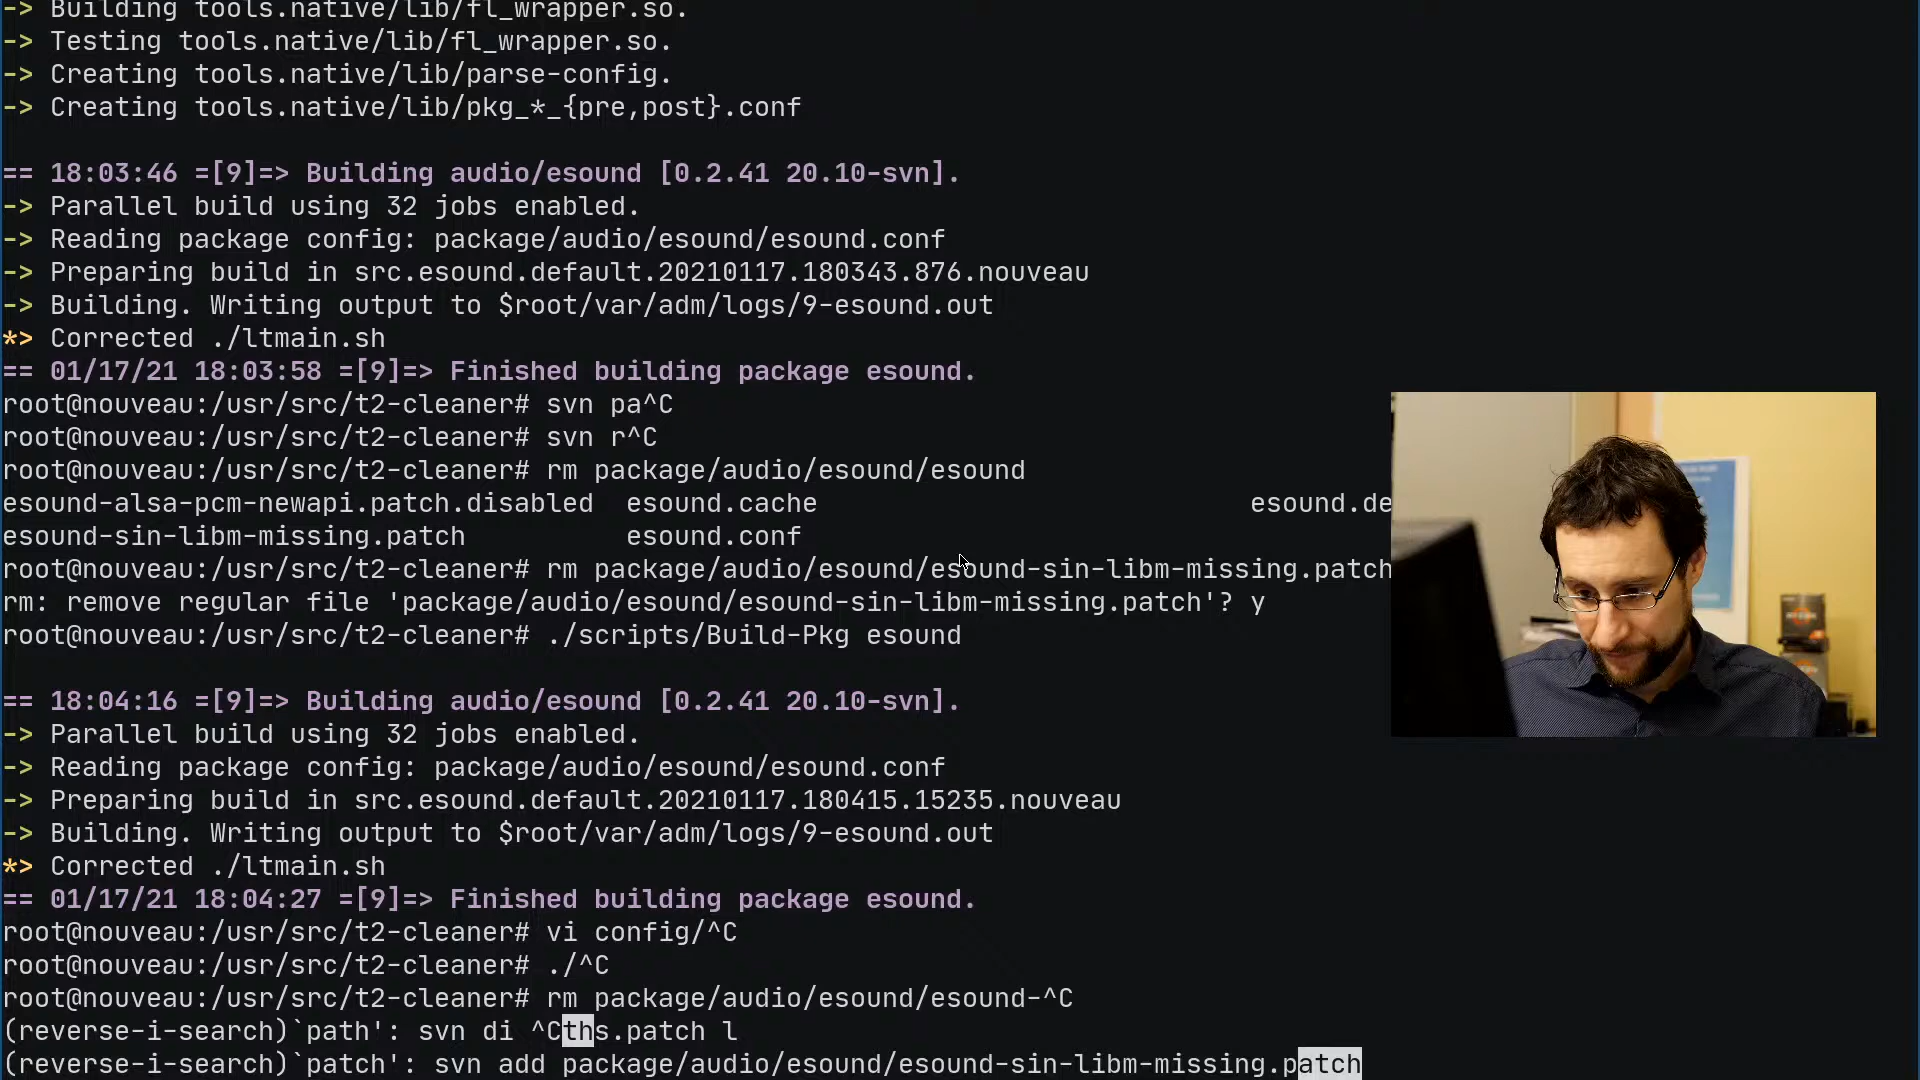 -> Building tools.native/lib/fl_wrapper.so.
-> Testing tools.native/lib/fl_wrapper.so.
-> Creating tools.native/lib/parse-config.
-> Creating tools.native/lib/pkg_*_{pre,post}.conf
== 18:03:46 =[9]=> Building audio/esound [0.2.41 20.10-svn].
-> Parallel build using 32 jobs enabled.
-> Reading package config: package/audio/esound/esound.conf
-> Preparing build in src.esound.default.20210117.180343.876.nouveau
-> Building. Writing output to $root/var/adm/logs/9-esound.out
*> Corrected ./ltmain.sh
== 01/17/21 18:03:58 =[9]=> Finished building package esound.
root@nouveau:/usr/src/t2-cleaner# svn pa^C
root@nouveau:/usr/src/t2-cleaner# svn r^C
root@nouveau:/usr/src/t2-cleaner# rm package/audio/esound/esound
esound-alsa-pcm-newapi.patch.disabled esound.cache esound.de
esound-sin-libm-missing.patch esound.conf
root@nouveau:/usr/src/t2-cleaner# rm package/audio/esound/esound-sin-libm-missing.patch
rm: remove regular file 'package/audio/esound/esound-sin-libm-missing.patch'? y
root@nouveau:/usr/src/t2-cleaner# ./scripts/Build-Pkg esound
== 18:04:16 =[9]=> Building audio/esound [0.2.41 20.10-svn].
-> Parallel build using 32 jobs enabled.
-> Reading package config: package/audio/esound/esound.conf
-> Preparing build in src.esound.default.20210117.180415.15235.nouveau
-> Building. Writing output to $root/var/adm/logs/9-esound.out
*> Corrected ./ltmain.sh
== 01/17/21 18:04:27 =[9]=> Finished building package esound.
root@nouveau:/usr/src/t2-cleaner# vi config/^C
root@nouveau:/usr/src/t2-cleaner# ./^C
root@nouveau:/usr/src/t2-cleaner# rm package/audio/esound/esound-^C
(reverse-i-search)`path': svn di ^Cths.patch l
(reverse-i-search)`patch': svn add package/audio/esound/esound-sin-libm-missing.patch